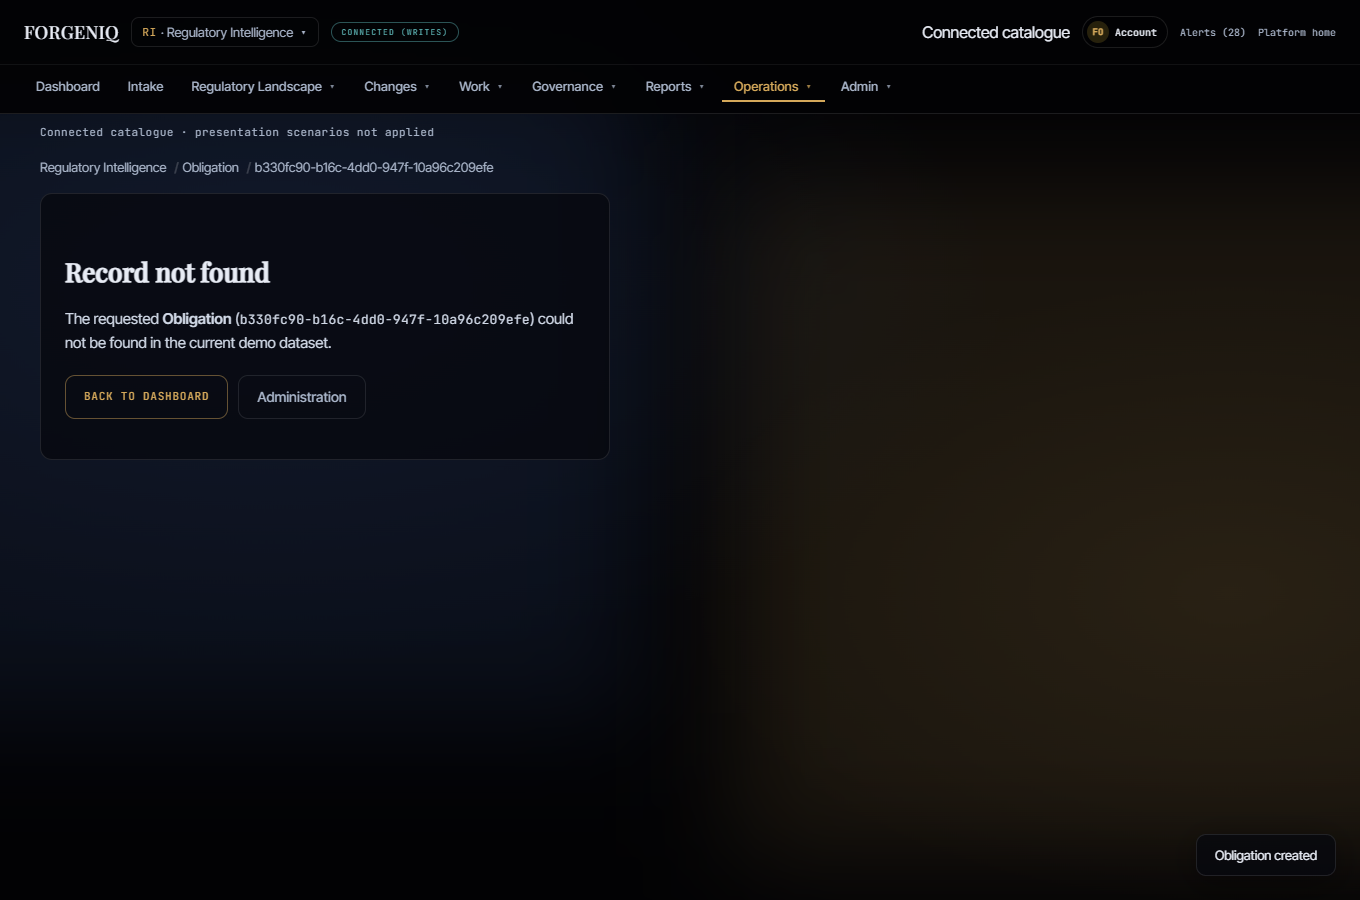 FORGENIQ
RI · Regulatory Intelligence ▾
CONNECTED (WRITES)
Connected catalogue
FO Account
Alerts (28)
Platform home
Dashboard
Intake
Regulatory Landscape ▾
Changes ▾
Work ▾
Governance ▾
Reports ▾
Operations ▾
Admin ▾
Connected catalogue · presentation scenarios not applied
Regulatory Intelligence / Obligation / b330fc90-b16c-4dd0-947f-10a96c209efe
Record not found
The requested Obligation (b330fc90-b16c-4dd0-947f-10a96c209efe) could
not be found in the current demo dataset.
BACK TO DASHBOARD
Administration
Obligation created